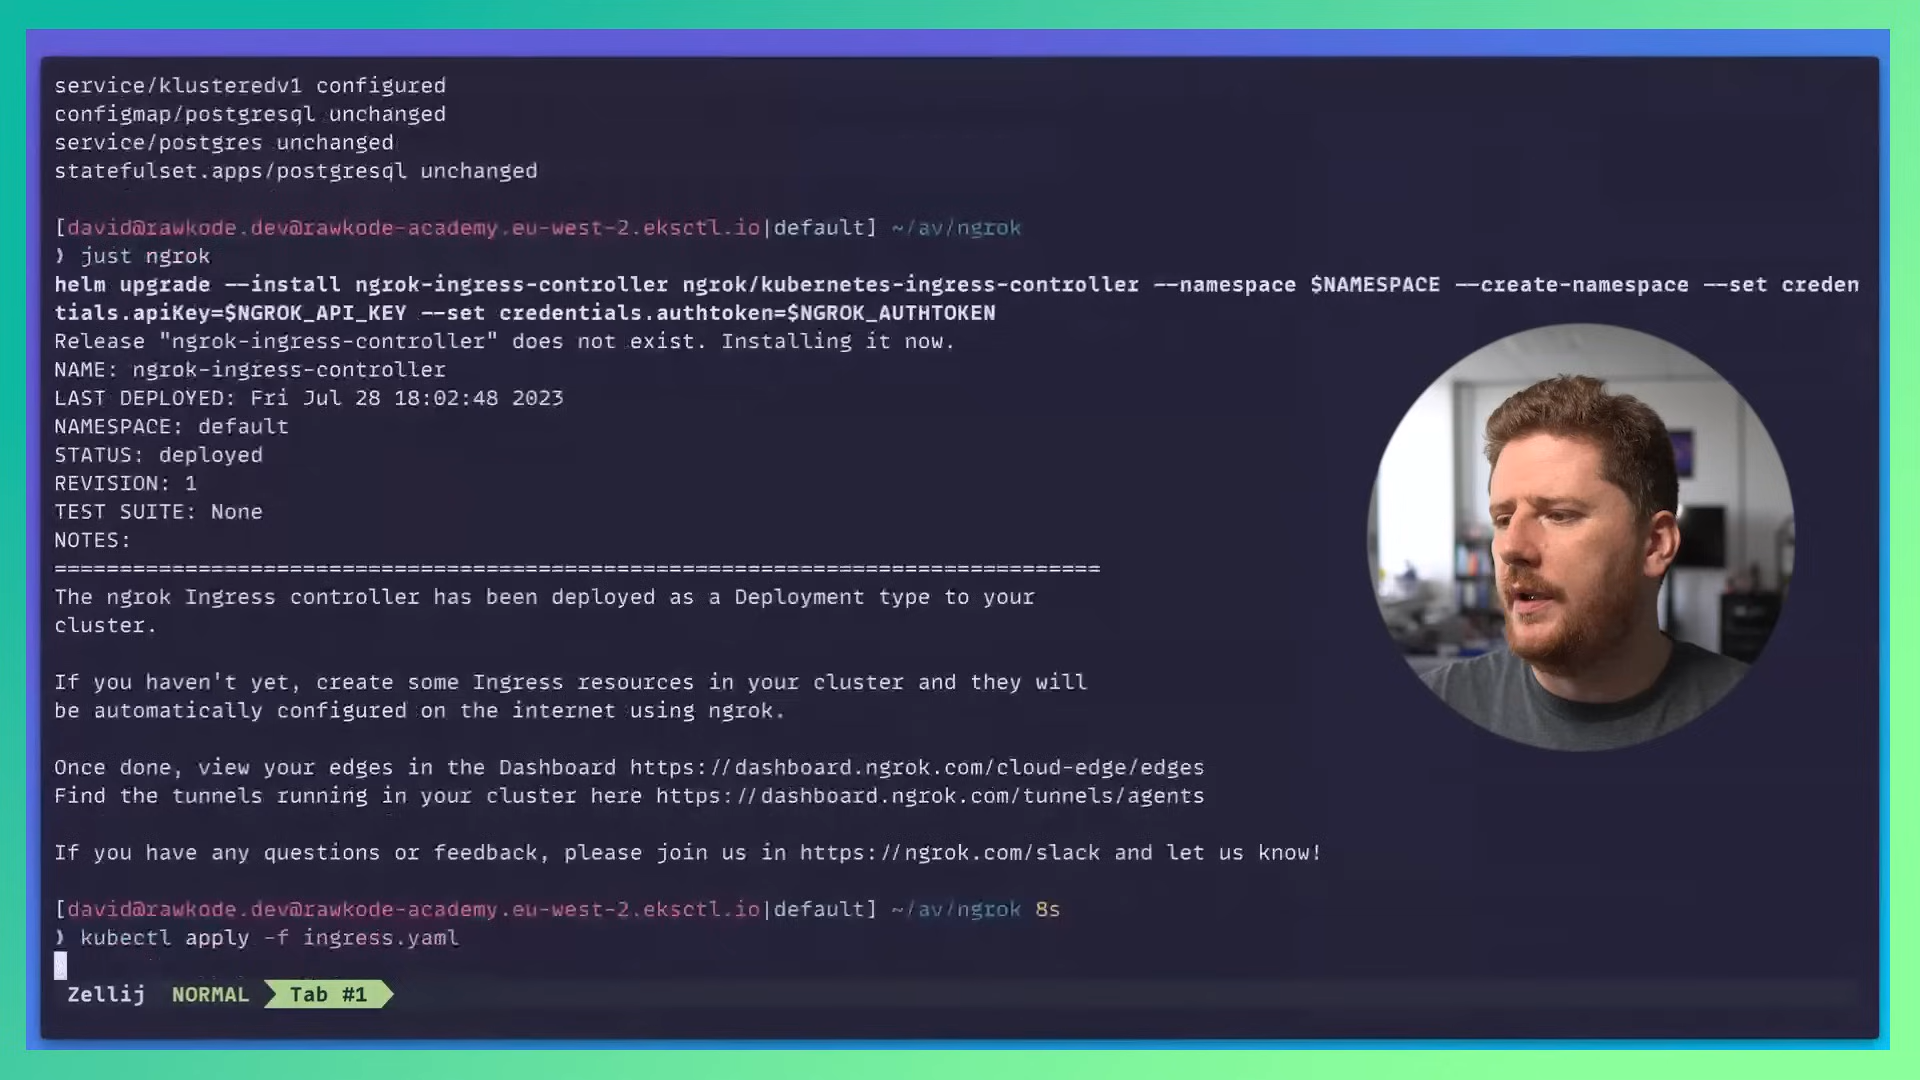 service/klusteredv1 configured
configmap/postgresql unchanged
service/postgres unchanged
statefulset.apps/postgresql unchanged
[david@rawkode.dev@rawkode-academy.eu-west-2.eksctl.io|default] ~/av/ngrok
❯ just ngrok
helm upgrade --install ngrok-ingress-controller ngrok/kubernetes-ingress-controller --namespace $NAMESPACE --create-namespace --set creden
tials.apiKey=$NGROK_API_KEY --set credentials.authtoken=$NGROK_AUTHTOKEN
Release "ngrok-ingress-controller" does not exist. Installing it now.
NAME: ngrok-ingress-controller
LAST DEPLOYED: Fri Jul 28 18:02:48 2023
NAMESPACE: default
STATUS: deployed
REVISION: 1
TEST SUITE: None
NOTES:
================================================================================
The ngrok Ingress controller has been deployed as a Deployment type to your
cluster.
If you haven't yet, create some Ingress resources in your cluster and they will
be automatically configured on the internet using ngrok.
Once done, view your edges in the Dashboard https://dashboard.ngrok.com/cloud-edge/edges
Find the tunnels running in your cluster here https://dashboard.ngrok.com/tunnels/agents
If you have any questions or feedback, please join us in https://ngrok.com/slack and let us know!
[david@rawkode.dev@rawkode-academy.eu-west-2.eksctl.io|default] ~/av/ngrok 8s
❯ kubectl apply -f ingress.yaml
Zellij NORMAL Tab #1